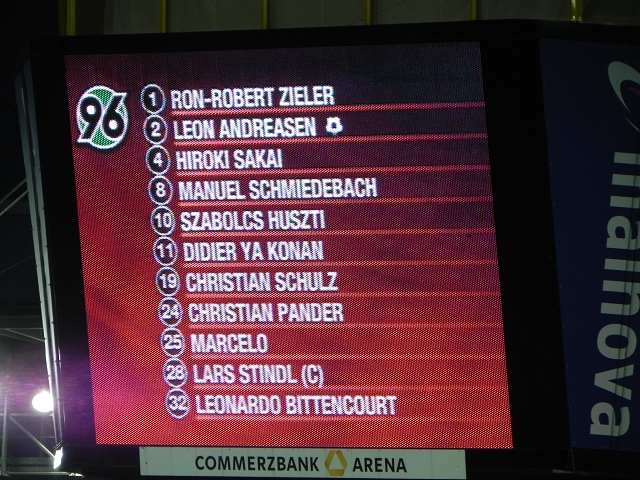 96
1 RON-ROBERT ZIELER
2 LEON ANDREASEN
4 HIROKI SAKAI
8 MANUEL SCHMIEDEBACH
10 SZABOLCS HUSZTI
11 DIDIER YA KONAN
19 CHRISTIAN SCHULZ
24 CHRISTIAN PANDER
25 MARCELO
28 LARS STINDL (C)
32 LEONARDO BITTENCOURT
COMMERZBANK ARENA
mainova